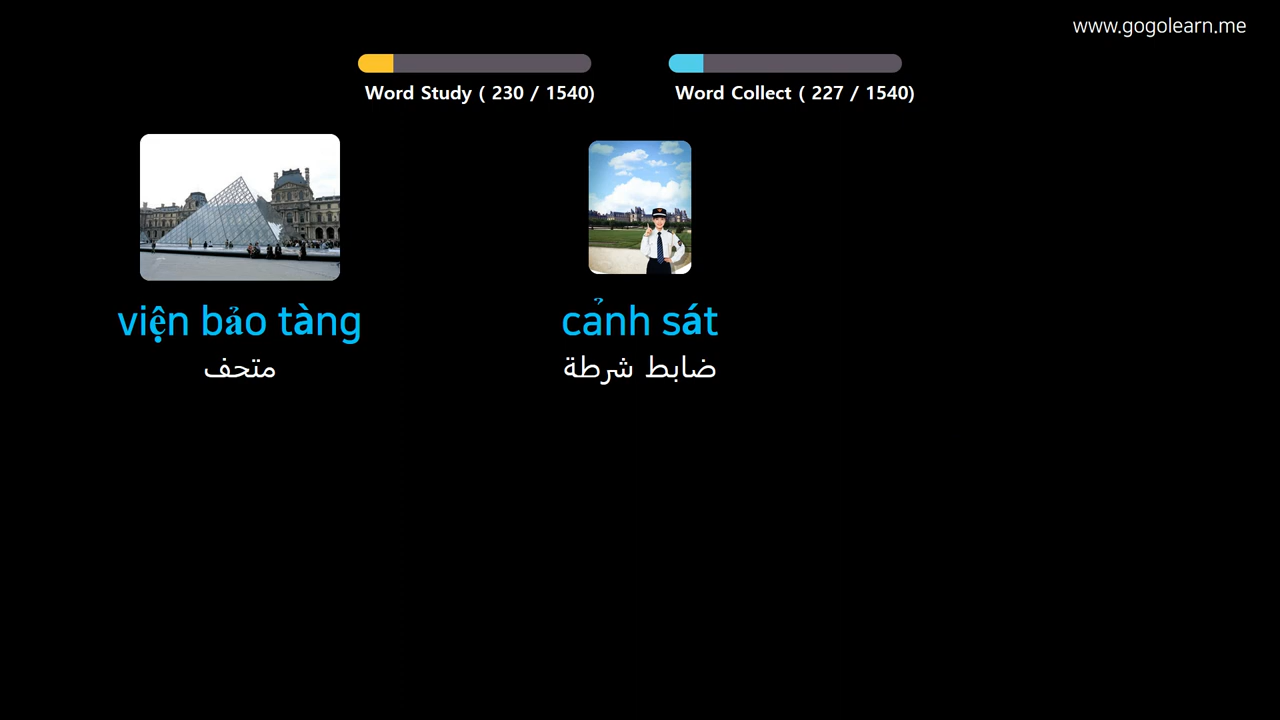 www.gogolearn.me
Word Study ( 230 / 1540)
Word Collect ( 227 / 1540)
viện bảo tàng
متحف
cảnh sát
ضابط شرطة